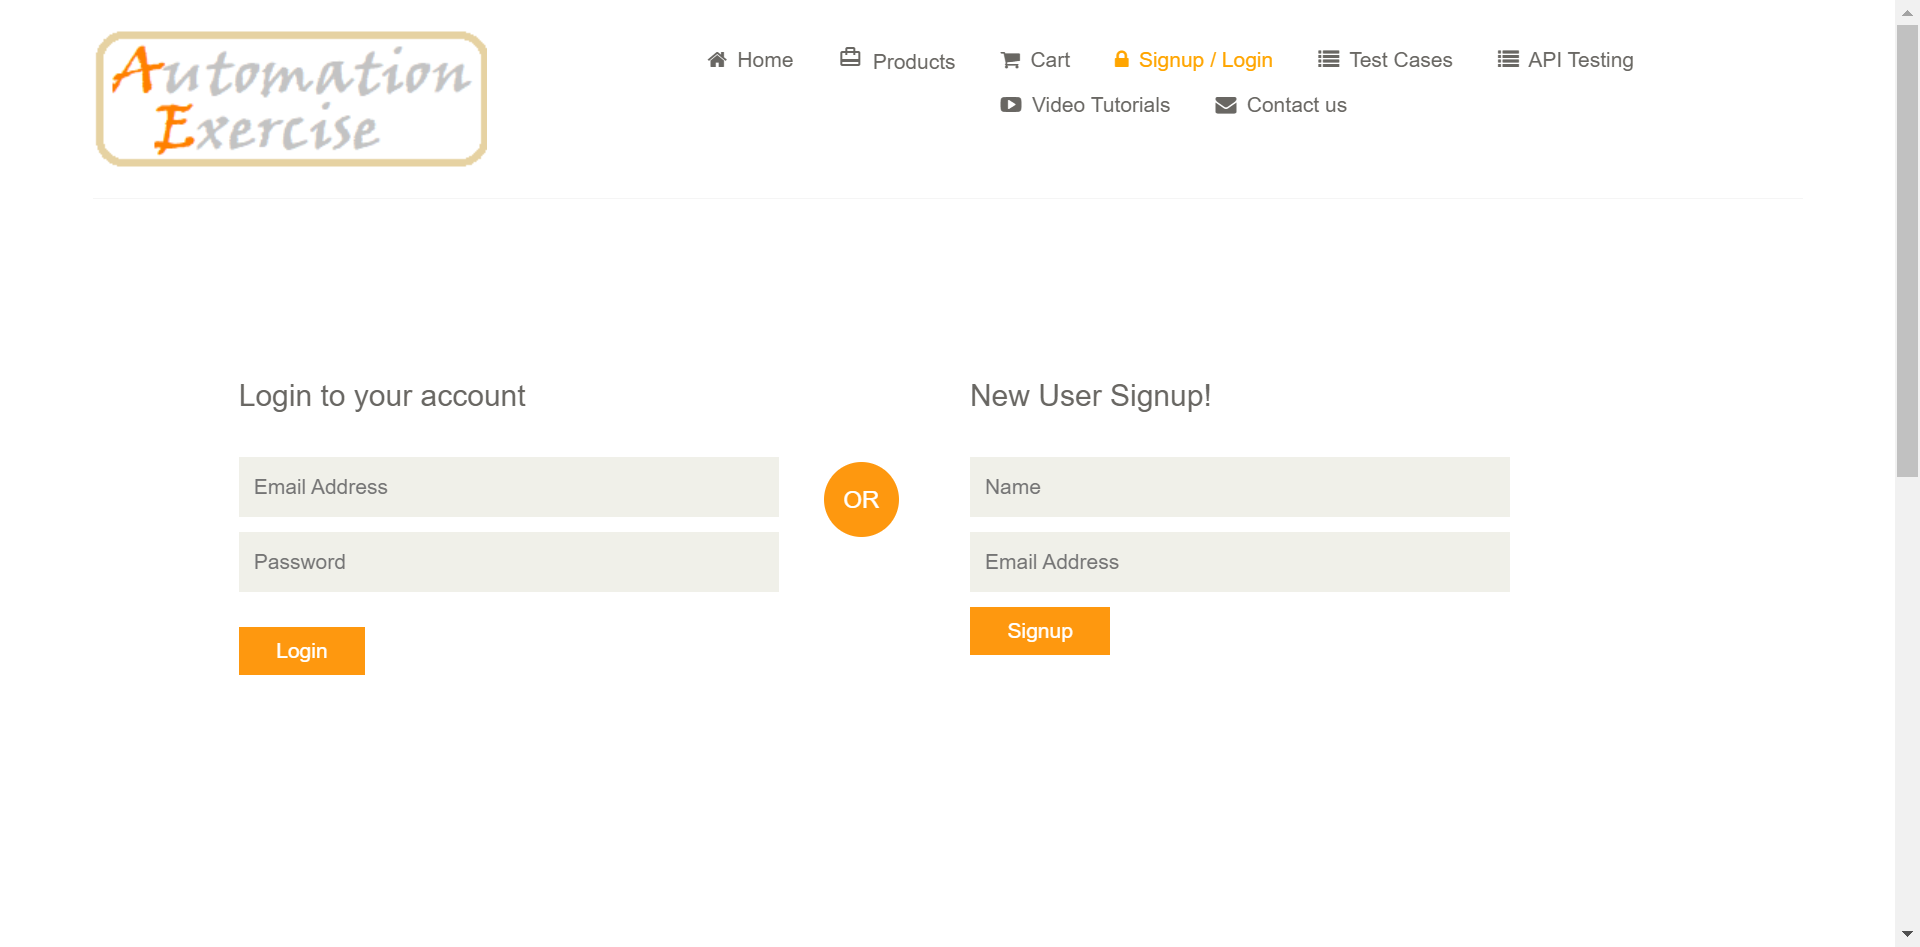 Automation
Exercise
Home Products Cart Signup / Login Test Cases API Testing
Video Tutorials Contact us
Login to your account
Email Address
Password
Login
OR
New User Signup!
Name
Email Address
Signup